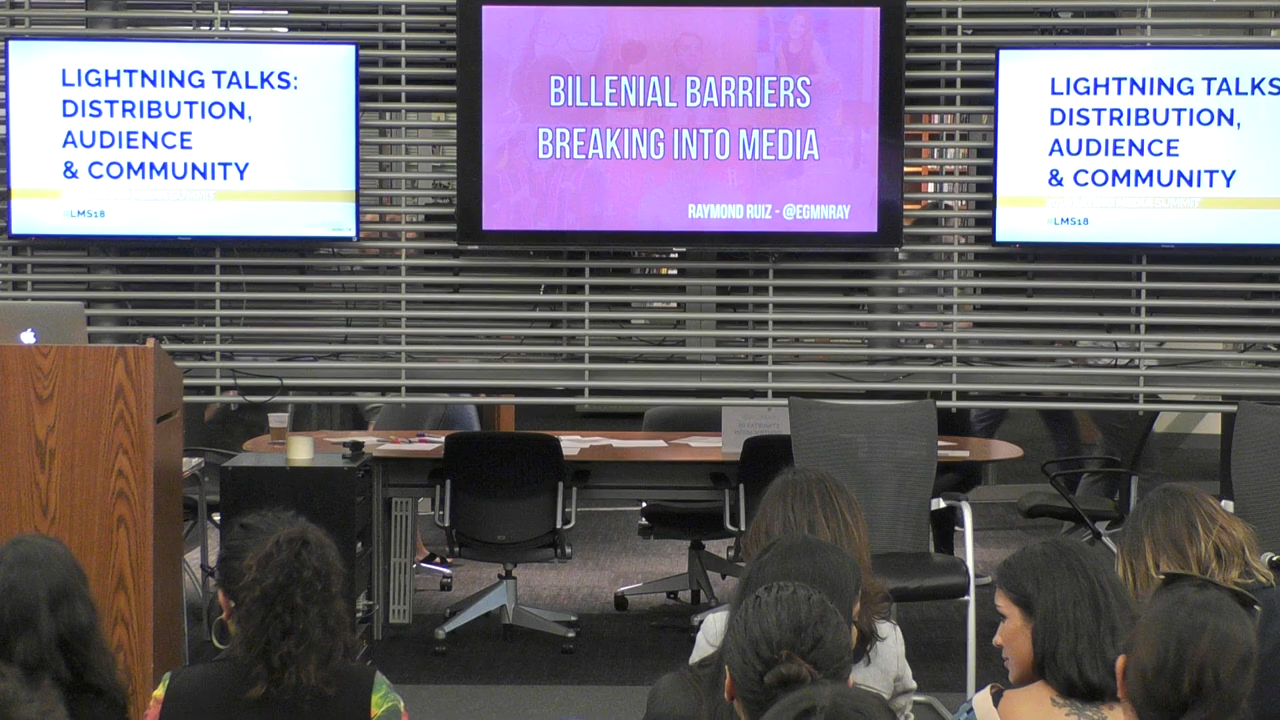 LIGHTNING TALKS:
DISTRIBUTION,
AUDIENCE
& COMMUNITY
#LMS18
BILLENIAL BARRIERS
BREAKING INTO MEDIA
RAYMOND RUIZ - @EGMNRAY
LIGHTNING TALKS
DISTRIBUTION,
AUDIENCE
& COMMUNITY
#LMS18